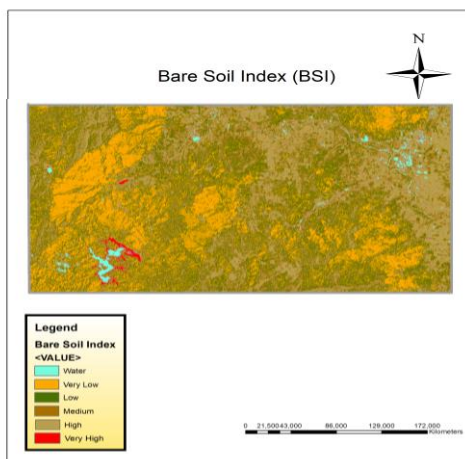 N
Bare Soil Index (BSI)
Legend
Bare Soil Index
<VALUE>
Water
Very Low
Low
Medium
High
Very High
0 21,500 43,000 86,000 129,000 172,000
Kilometers